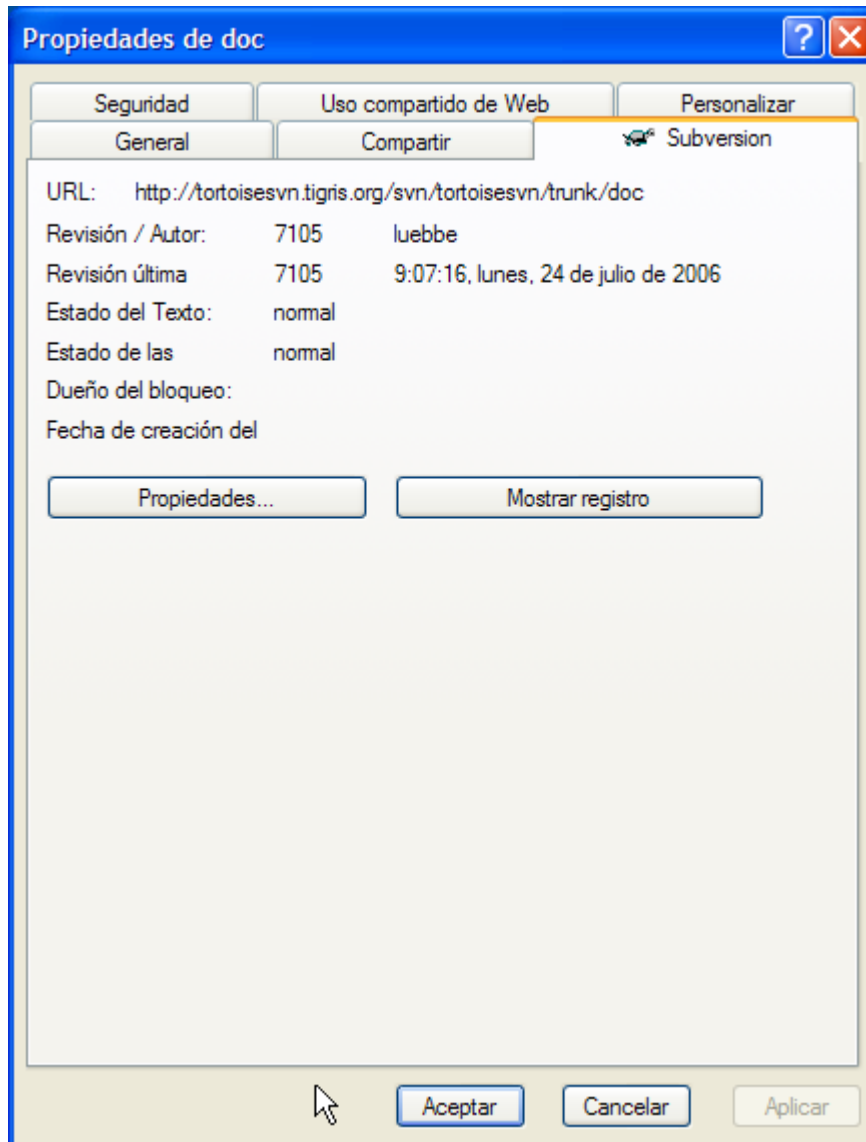 Propiedades de doc
Seguridad Uso compartido de Web Personalizar
General Compartir Subversion
URL: http://tortoisesvn.tigris.org/svn/tortoisesvn/trunk/doc
Revisión / Autor: 7105 luebbe
Revisión última 7105 9:07:16, lunes, 24 de julio de 2006
Estado del Texto: normal
Estado de las normal
Dueño del bloqueo:
Fecha de creación del
Propiedades... Mostrar registro
Aceptar Cancelar Aplicar